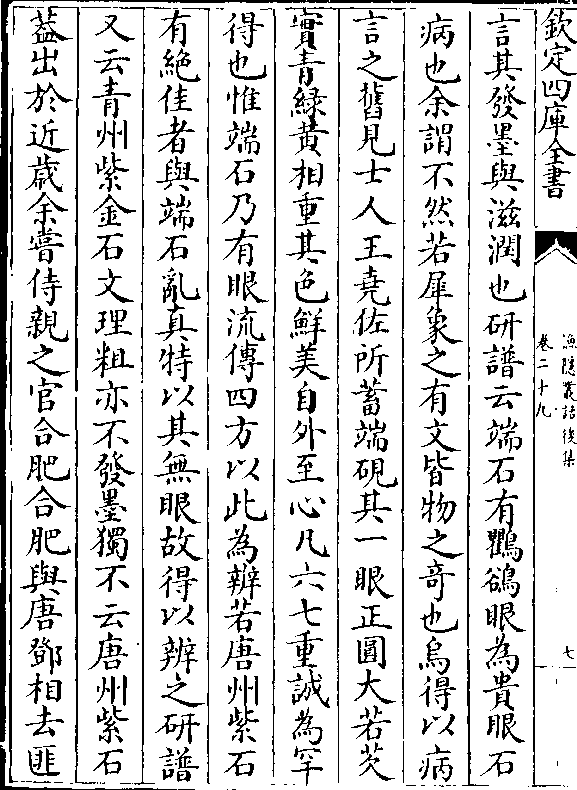 欽定四庫全書
漁隱叢話後集
卷二十九
七
言其發墨與滋潤也研譜云端石有鸜鵒眼為貴眼石
病也余謂不然若犀象之有文皆物之奇也烏得以病
言之舊見士人王堯佐所蓄端硯其一眼正圓大若芡
實青緑黄相重其色鮮美自外至心凡六七重誠為罕
得也惟端石乃有眼流傳四方以此為辧若唐州紫石
有絶佳者與端石亂真特以其無眼故得以辨之研譜
又云青州紫金石文理粗亦不發墨獨不云唐州紫石
葢出於近歲余嘗侍親之官合肥合肥與唐鄧相去匪